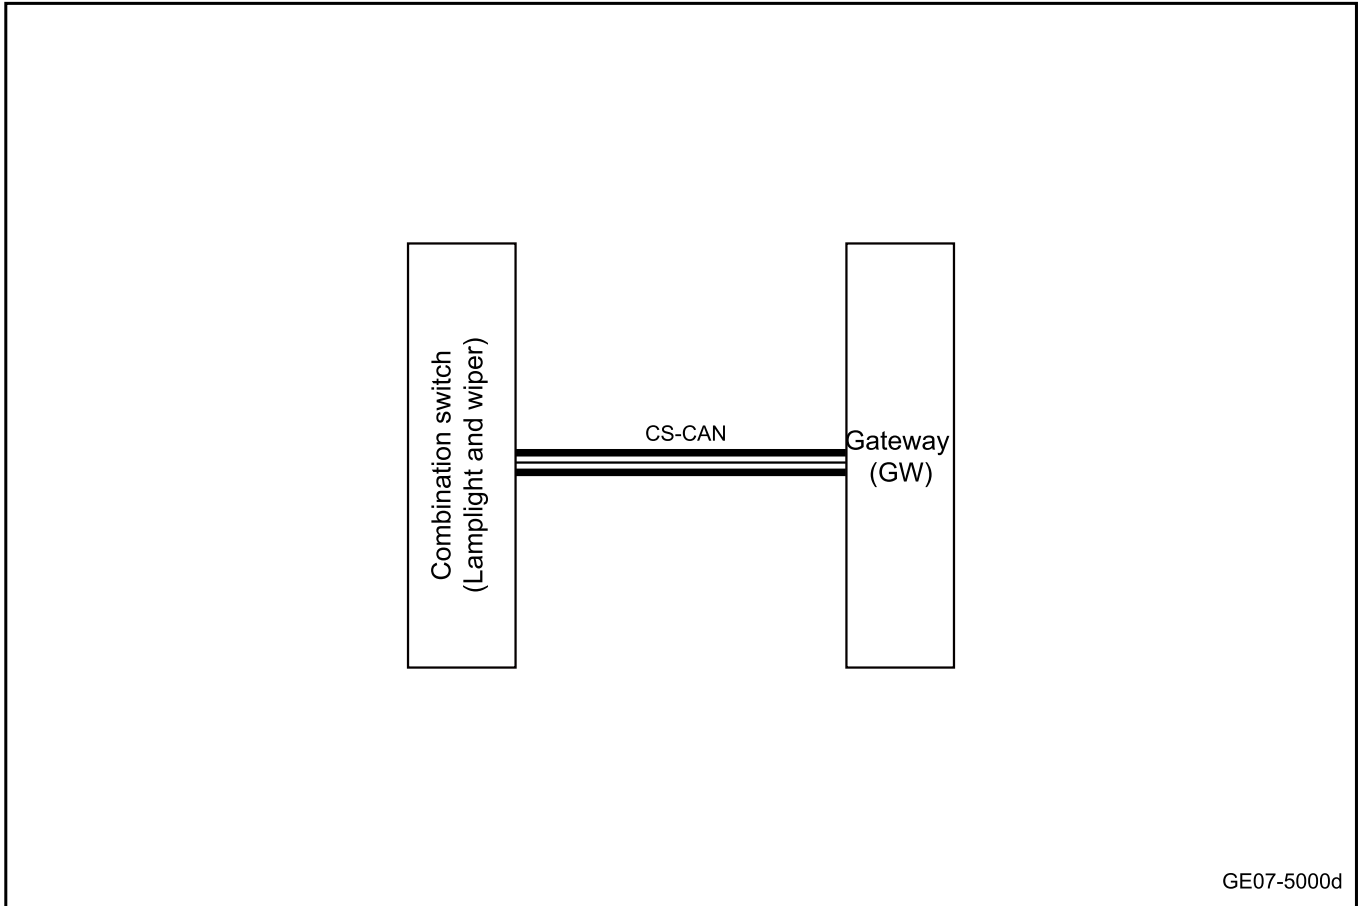 Combination switch
(Lamplight and wiper)
CS-CAN
Gateway
(GW)
GE07-5000d